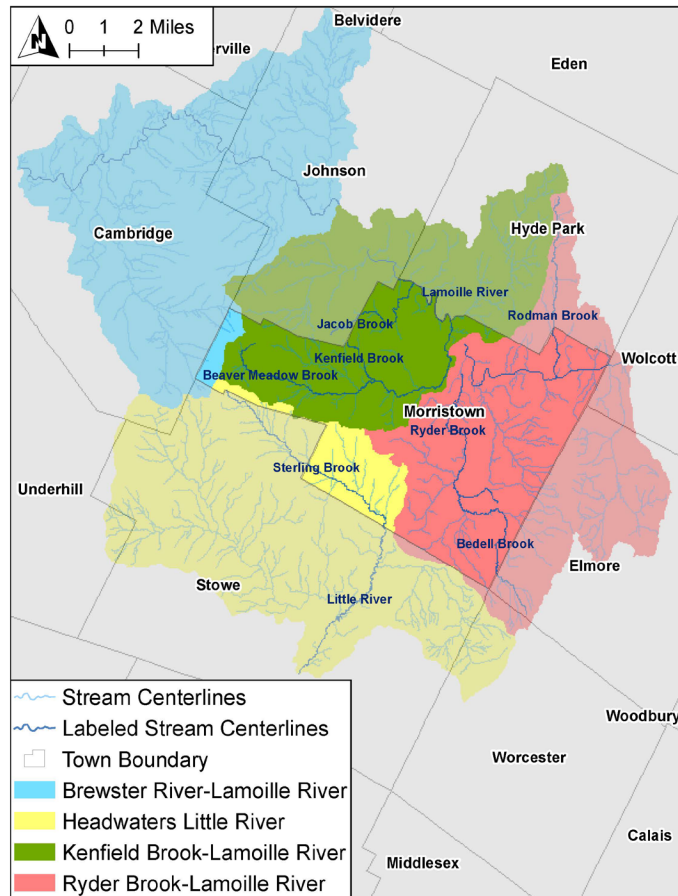 Belvidere
N
0 1 2 Miles
erville
Eden
Johnson
Cambridge
Hyde Park
Lamoille River
Rodman Brook
Jacob Brook
Kenfield Brook
Wolcott
Beaver Meadow Brook
Morristown
Ryder Brook
Sterling Brook
Underhill
Bedell Brook
Elmore
Stowe
Little River
Stream Centerlines
Labeled Stream Centerlines
Town Boundary
Brewster River-Lamoille River
Headwaters Little River
Kenfield Brook-Lamoille River
Ryder Brook-Lamoille River
Woodbury
Worcester
Calais
Middlesex